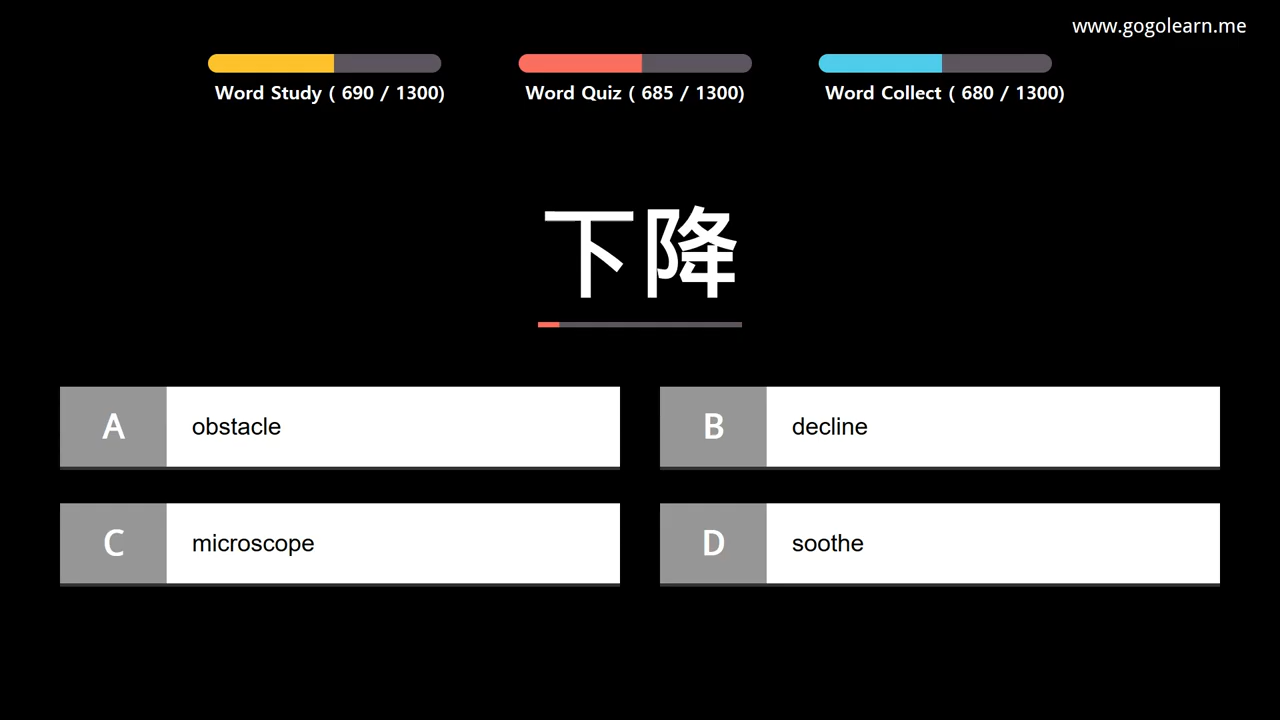 www.gogolearn.me
Word Study ( 690 / 1300)
Word Quiz ( 685 / 1300)
Word Collect ( 680 / 1300)
下降
A obstacle
B decline
C microscope
D soothe